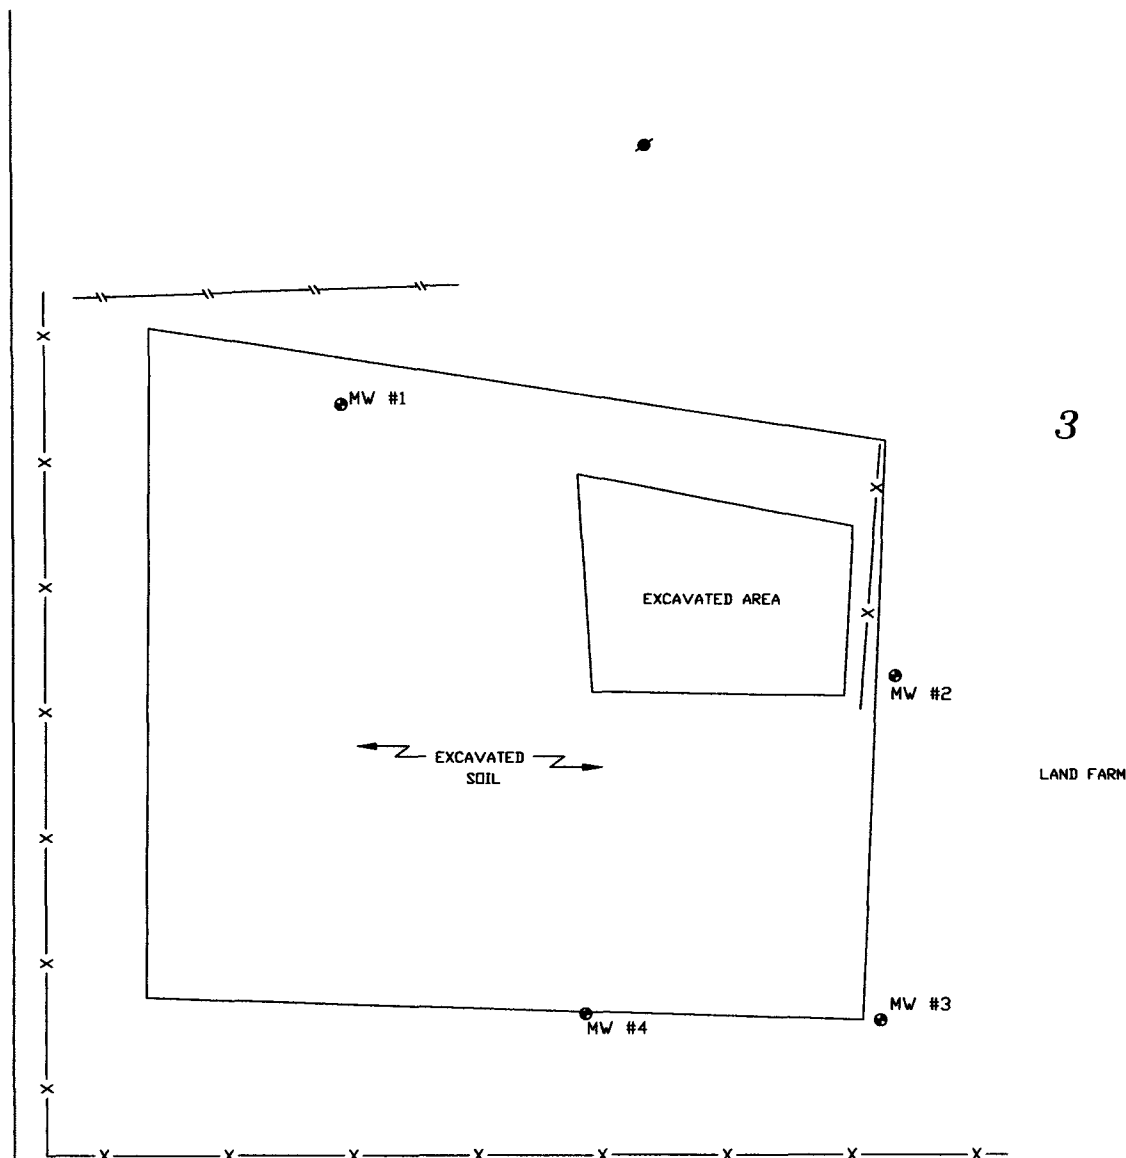 MW #1
3
EXCAVATED AREA
MW #2
EXCAVATED
SOIL
LAND FARM
MW #3
MW #4